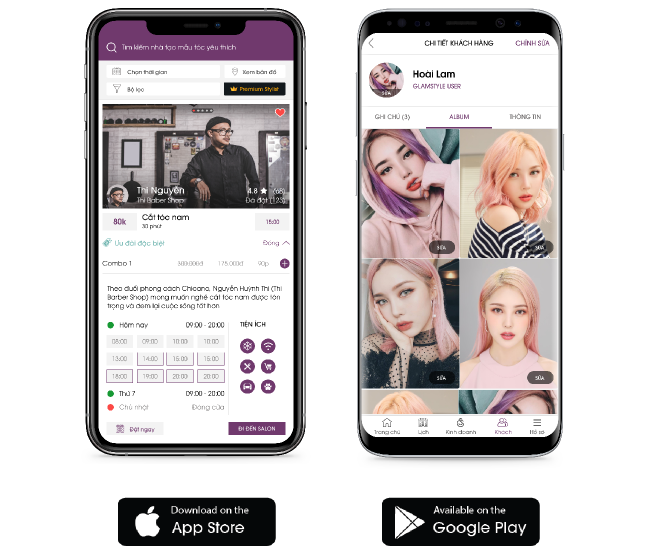 Tìm kiếm nhà tạo mẫu tóc yêu thích
Chọn thời gian
Xem bản đồ
Bộ lọc
Premium Stylist
Thi Nguyễn
4.8 ★ (68)
Thi Baber Shop
Đã đặt (123)
80k
Cắt tóc nam
30 phút
15:00
Ưu đãi đặc biệt
Đóng
Combo 1
300.000đ
175.000đ
90p
Theo đuổi phong cách Chicano, Nguyễn Huỳnh Thi (Thi
Barber Shop) mong muốn nghề cắt tóc nam được tôn
trọng và đem lại cuộc sống tốt hơn
Hôm nay
09:00 - 20:00
08:00 09:00 10:00 10:00
13:00 14:00 15:00 15:00
18:00 19:00 20:00 20:00
Thứ 7
09:00 - 20:00
Chủ nhật
Đóng cửa
TIỆN ÍCH
Đặt ngay
ĐI ĐẾN SALON
CHI TIẾT KHÁCH HÀNG
CHỈNH SỬA
SỬA
Hoài Lam
GLAMSTYLE USER
GHI CHÚ (3)
ALBUM
THÔNG TIN
SỬA
SỬA
SỬA
SỬA
Trang chủ
Lịch
Kinh doanh
Khách
Hồ sơ
Download on the
App Store
Available on the
Google Play